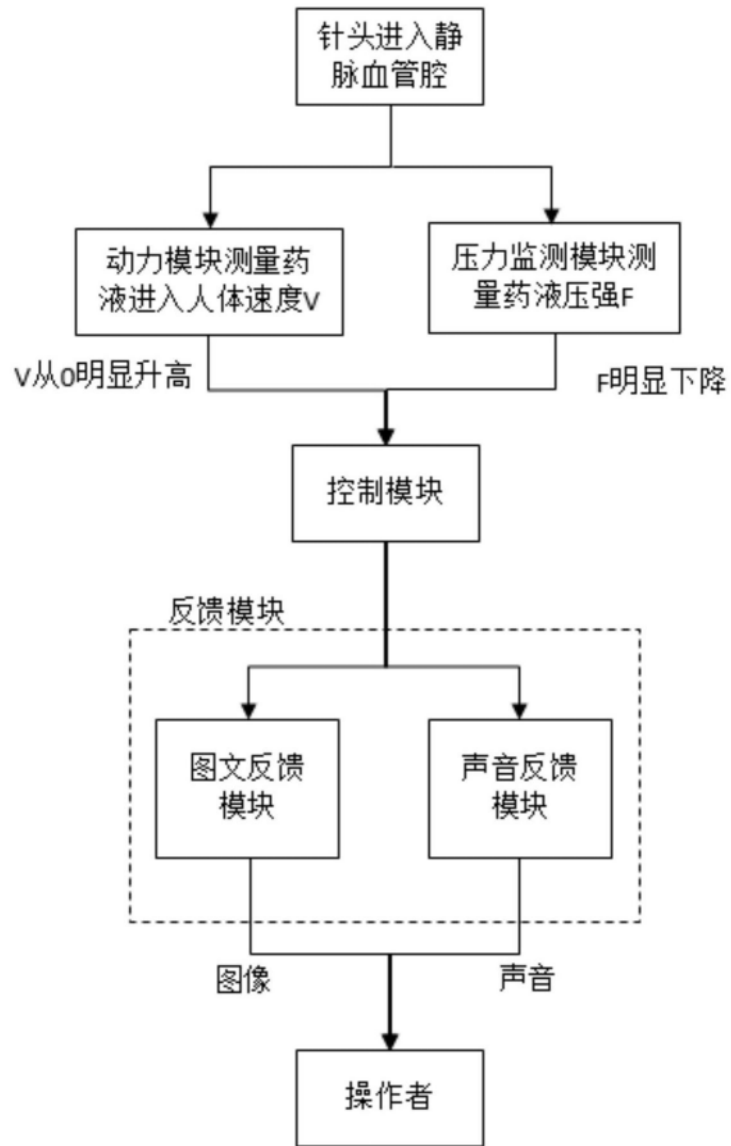 针头进入静
脉血管腔
动力模块测量药
液进入人体速度V
压力监测模块测
量药液压强F
V从0明显升高
F明显下降
控制模块
反馈模块
图文反馈
模块
声音反馈
模块
图像
声音
操作者